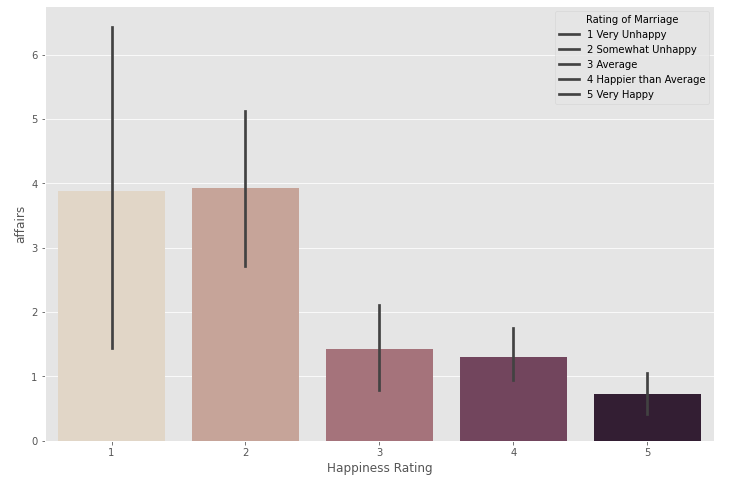 Rating of Marriage
1 Very Unhappy
2 Somewhat Unhappy
3 Average
4 Happier than Average
5 Very Happy
6
5
4
3
2
1
0
affairs
1 2 3 4 5
Happiness Rating